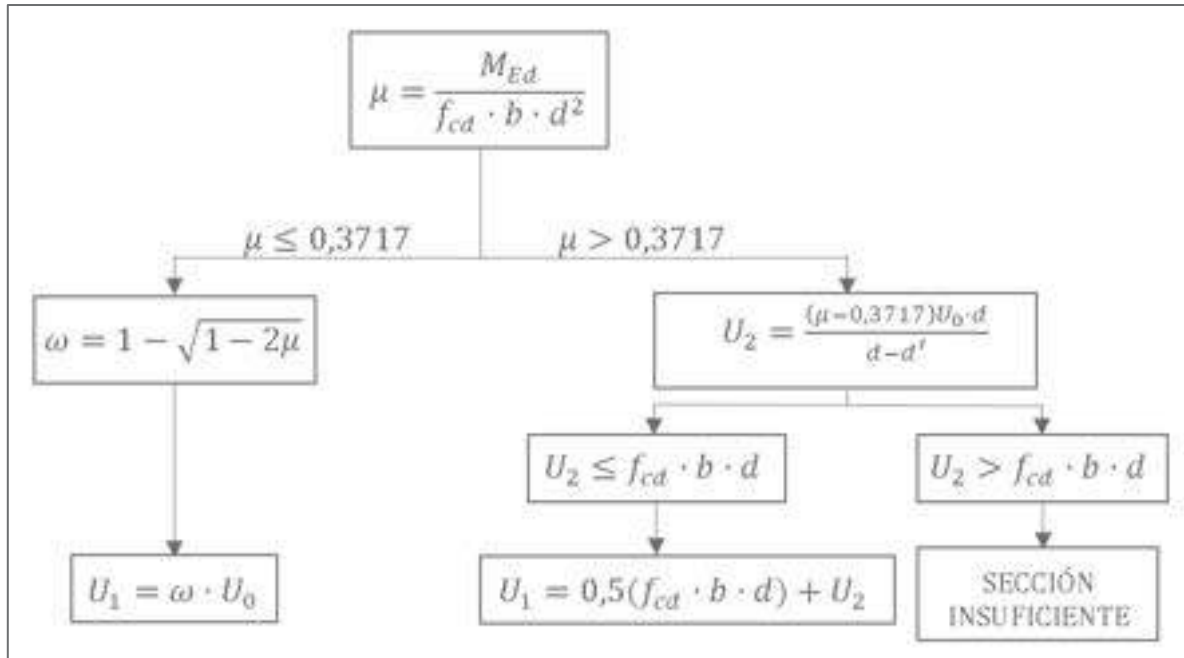 μ = M_Ed / (f_cd · b · d²)
μ ≤ 0,3717
μ > 0,3717
ω = 1 − √(1 − 2μ)
U₂ = (μ−0,3717)U₀·d / (d−d′)
U₂ ≤ f_cd · b · d
U₂ > f_cd · b · d
U₁ = ω · U₀
U₁ = 0,5(f_cd · b · d) + U₂
SECCIÓN
INSUFICIENTE